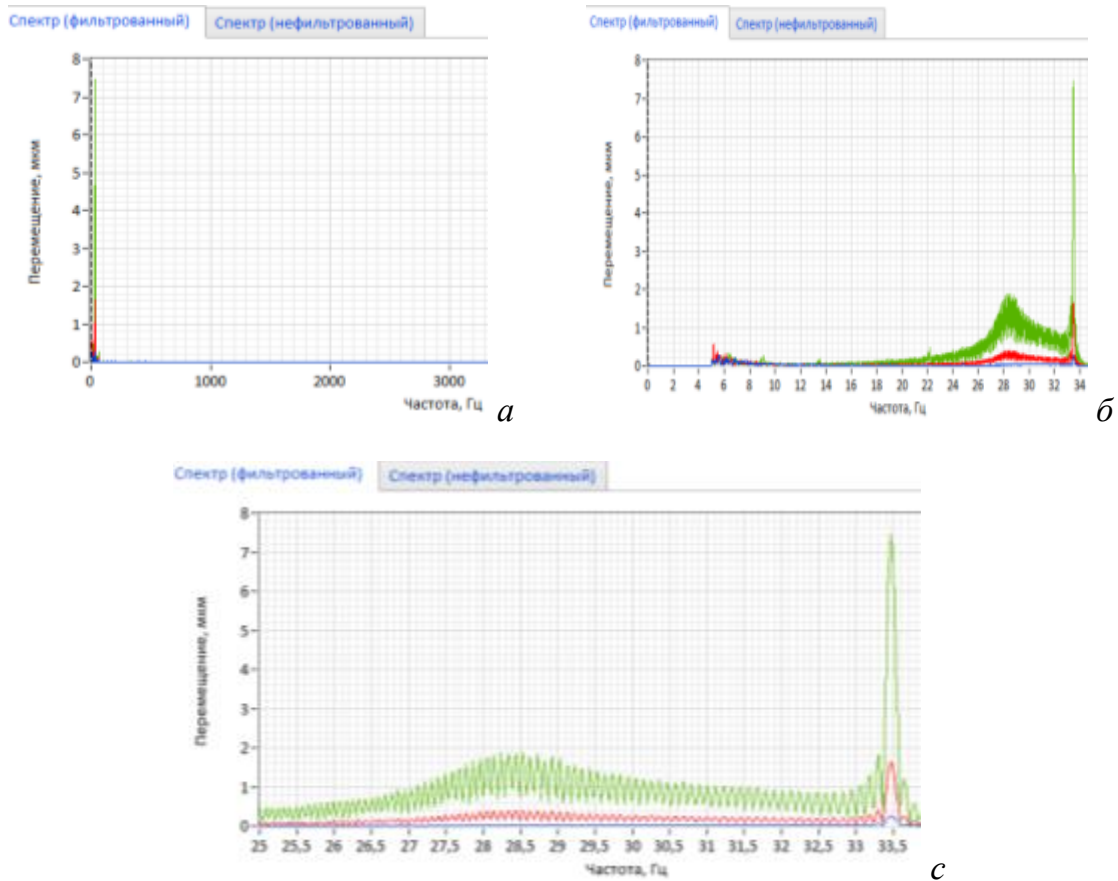 Спектр (фильтрованный) Спектр (нефильтрованный)
8
7
6
5
4
3
2
1
0
Перемещение, мкм
0 1000 2000 3000
Частота, Гц
а
Спектр (фильтрованный) Спектр (нефильтрованный)
8
7
6
5
4
3
2
1
0
Перемещение, мкм
0 2 4 6 8 10 12 14 16 18 20 22 24 26 28 30 32 34
Частота, Гц
б
Спектр (фильтрованный) Спектр (нефильтрованный)
8
7
6
5
4
3
2
1
0
Перемещение, мкм
25 25,5 26 26,5 27 27,5 28 28,5 29 29,5 30 30,5 31 31,5 32 32,5 33 33,5
Частота, Гц
с